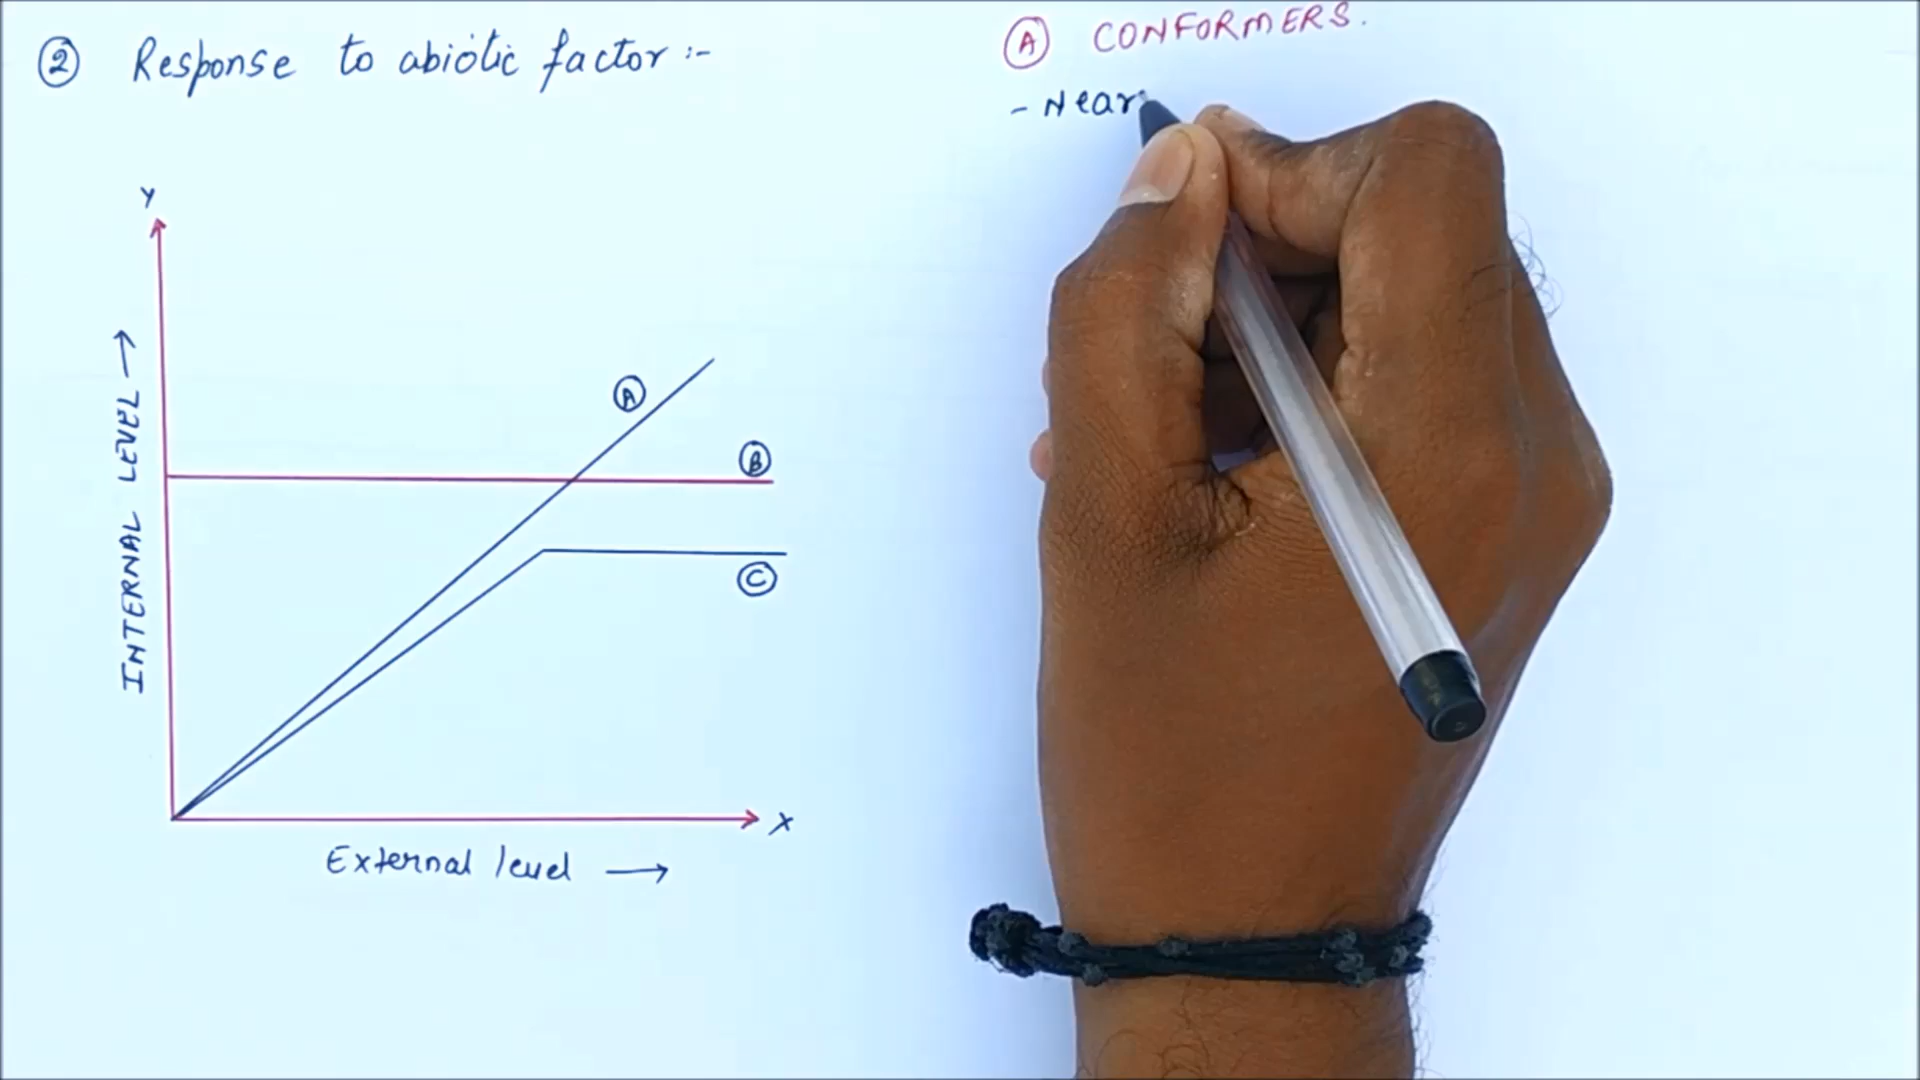 ② Response to abiotic factor :-
Y
INTERNAL LEVEL →
Ⓐ
Ⓑ
Ⓒ
X
External level →
Ⓐ CONFORMERS.
- Near